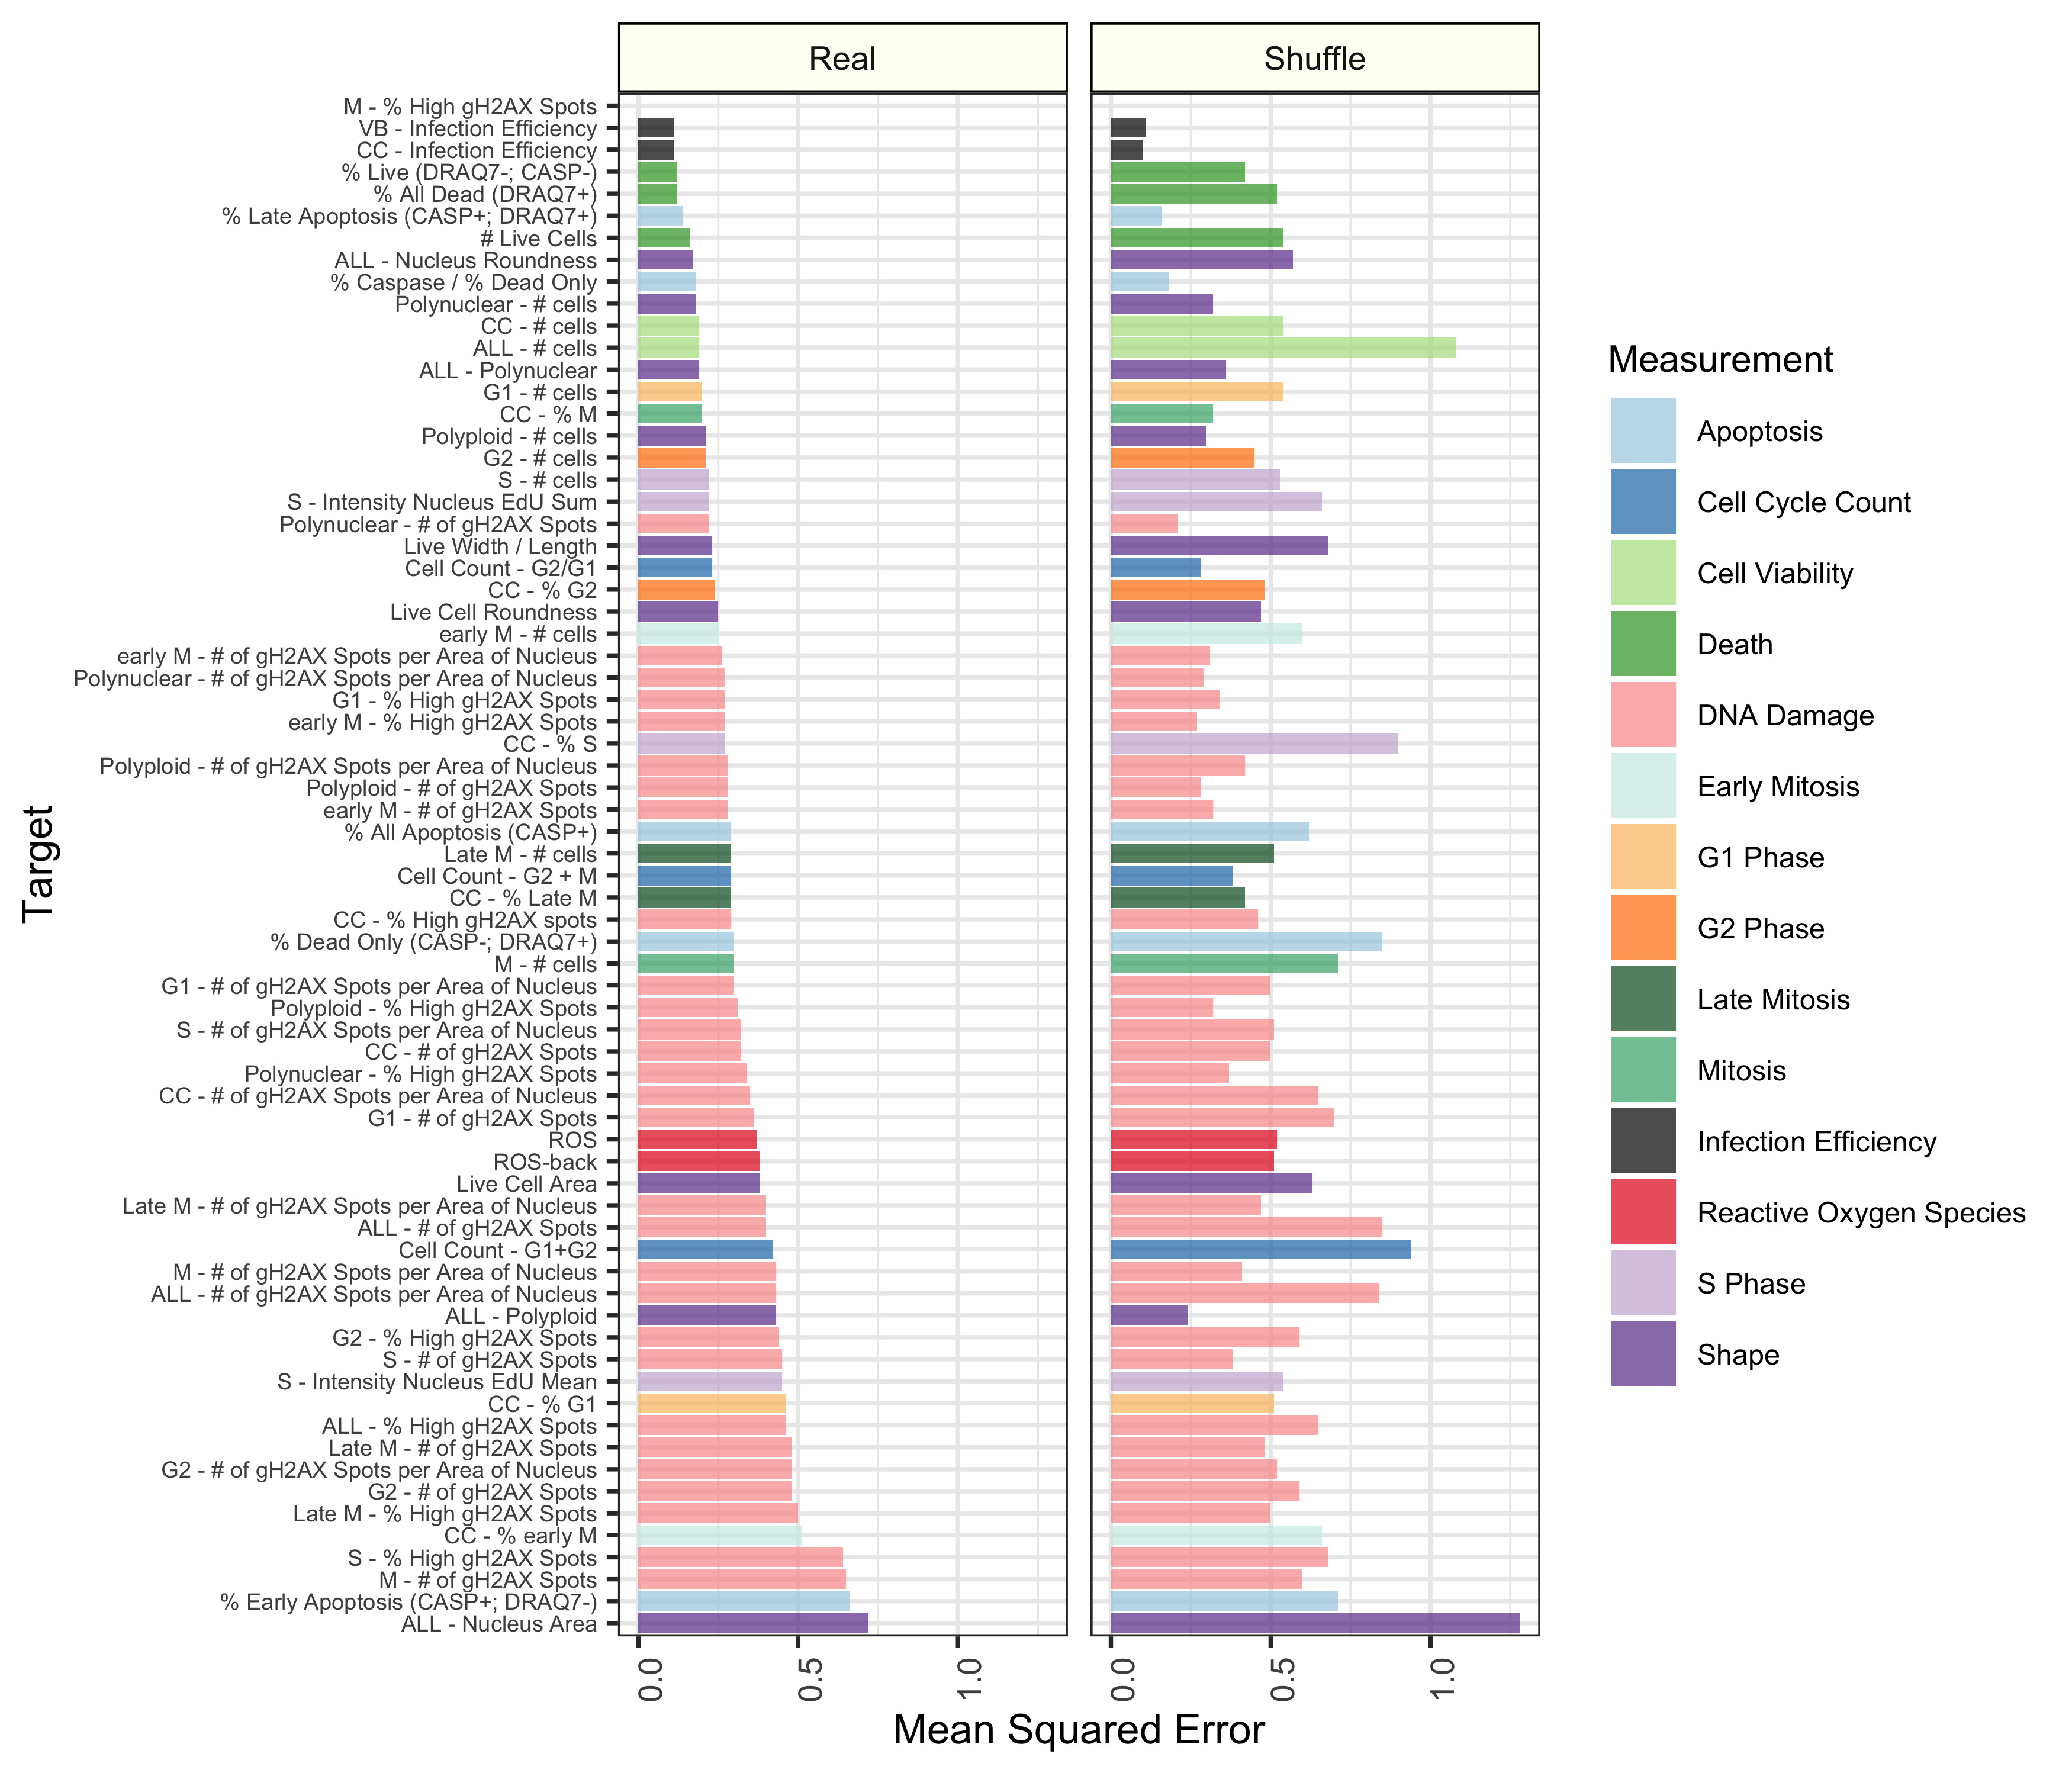 Real
Shuffle
M - % High gH2AX Spots
VB - Infection Efficiency
CC - Infection Efficiency
% Live (DRAQ7-; CASP-)
% All Dead (DRAQ7+)
% Late Apoptosis (CASP+; DRAQ7+)
# Live Cells
ALL - Nucleus Roundness
% Caspase / % Dead Only
Polynuclear - # cells
CC - # cells
ALL - # cells
ALL - Polynuclear
G1 - # cells
CC - % M
Polyploid - # cells
G2 - # cells
S - # cells
S - Intensity Nucleus EdU Sum
Polynuclear - # of gH2AX Spots
Live Width / Length
Cell Count - G2/G1
CC - % G2
Live Cell Roundness
early M - # cells
early M - # of gH2AX Spots per Area of Nucleus
Polynuclear - # of gH2AX Spots per Area of Nucleus
G1 - % High gH2AX Spots
early M - % High gH2AX Spots
CC - % S
Polyploid - # of gH2AX Spots per Area of Nucleus
Polyploid - # of gH2AX Spots
early M - # of gH2AX Spots
% All Apoptosis (CASP+)
Late M - # cells
Cell Count - G2 + M
CC - % Late M
CC - % High gH2AX spots
% Dead Only (CASP-; DRAQ7+)
M - # cells
G1 - # of gH2AX Spots per Area of Nucleus
Polyploid - % High gH2AX Spots
S - # of gH2AX Spots per Area of Nucleus
CC - # of gH2AX Spots
Polynuclear - % High gH2AX Spots
CC - # of gH2AX Spots per Area of Nucleus
G1 - # of gH2AX Spots
ROS
ROS-back
Live Cell Area
Late M - # of gH2AX Spots per Area of Nucleus
ALL - # of gH2AX Spots
Cell Count - G1+G2
M - # of gH2AX Spots per Area of Nucleus
ALL - # of gH2AX Spots per Area of Nucleus
ALL - Polyploid
G2 - % High gH2AX Spots
S - # of gH2AX Spots
S - Intensity Nucleus EdU Mean
CC - % G1
ALL - % High gH2AX Spots
Late M - # of gH2AX Spots
G2 - # of gH2AX Spots per Area of Nucleus
G2 - # of gH2AX Spots
Late M - % High gH2AX Spots
CC - % early M
S - % High gH2AX Spots
M - # of gH2AX Spots
% Early Apoptosis (CASP+; DRAQ7-)
ALL - Nucleus Area
Target
0.0 0.5 1.0
0.0 0.5 1.0
Mean Squared Error
Measurement
Apoptosis
Cell Cycle Count
Cell Viability
Death
DNA Damage
Early Mitosis
G1 Phase
G2 Phase
Late Mitosis
Mitosis
Infection Efficiency
Reactive Oxygen Species
S Phase
Shape